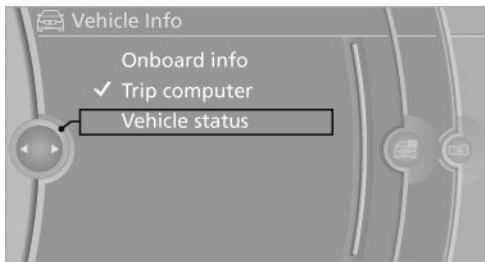 Vehicle Info
Onboard info
Trip computer
Vehicle status